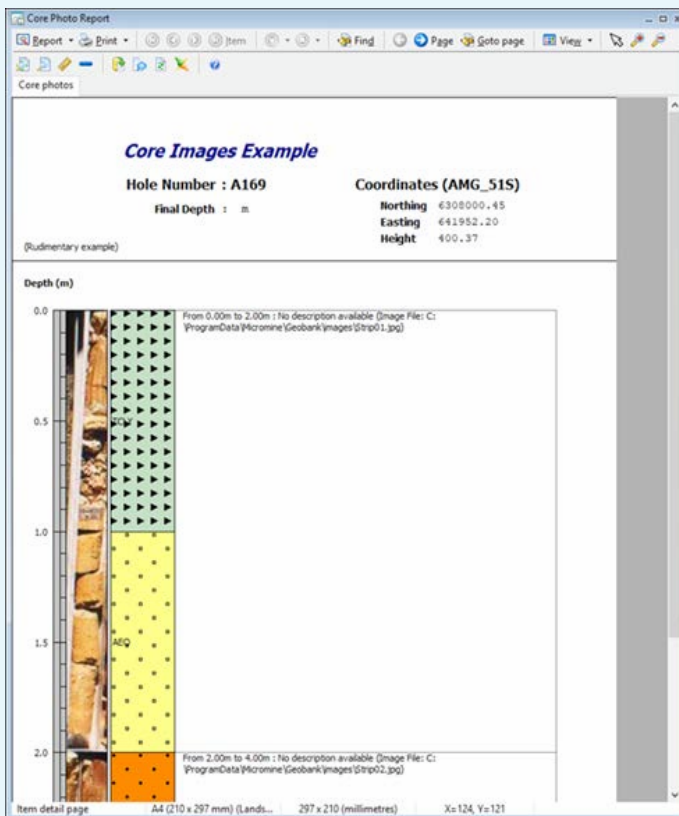 Core Photo Report
Report Print Item Find Page Goto page View
Core photos
Core Images Example
Hole Number : A169
Coordinates (AMG_51S)
Final Depth : m
Northing 6308000.45
Easting 641952.20
Height 400.37
(Rudimentary example)
Depth (m)
0.0
From 0.00m to 2.00m : No description available (Image File: C:
\ProgramData\Micromine\Geobank\images\Strip01.jpg)
0.5
1.0
1.5
AEO
2.0
From 2.00m to 4.00m : No description available (Image File: C:
\ProgramData\Micromine\Geobank\images\Strip02.jpg)
Item detail page A4 (210 x 297 mm) (Lands... 297 x 210 (millimetres) X=124, Y=121